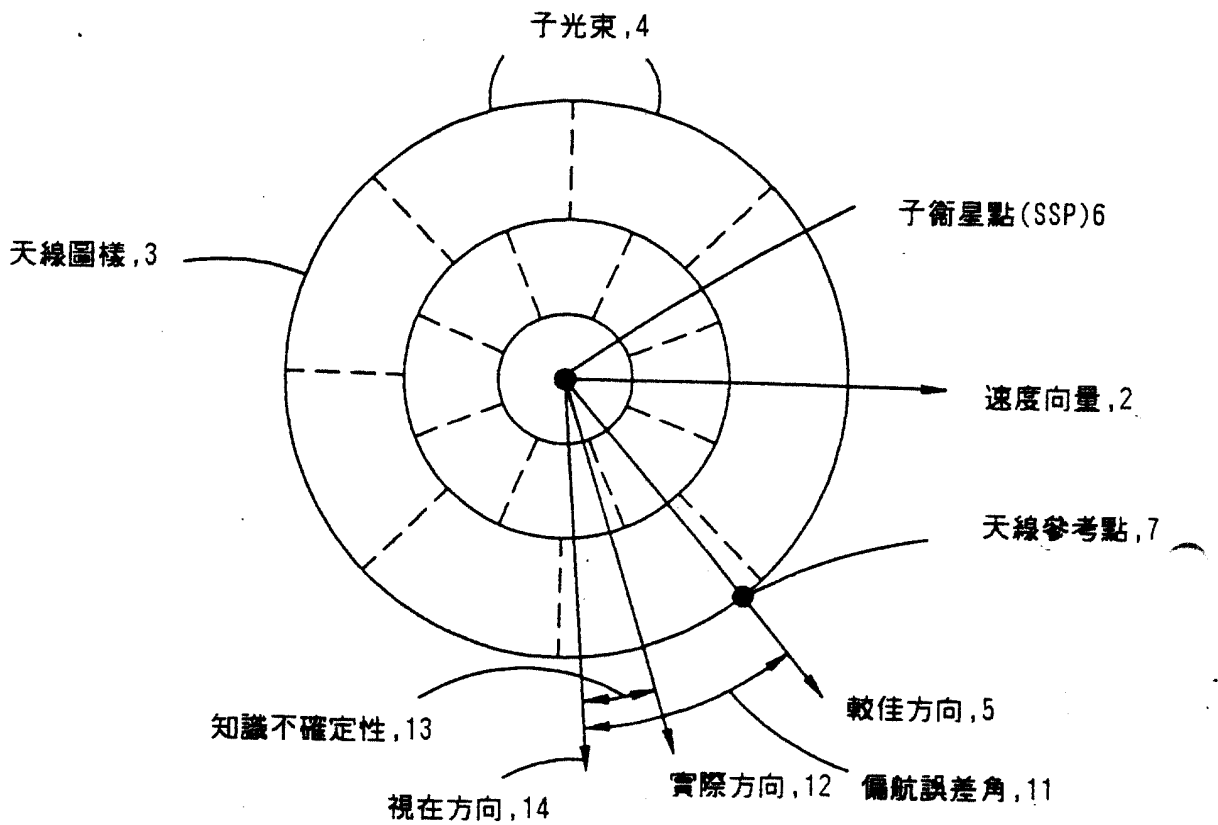 子光束,4
子衞星點(SSP)6
天線圖樣,3
速度向量,2
天線參考點,7
較佳方向,5
知識不確定性,13
實際方向,12
偏航誤差角,11
視在方向,14